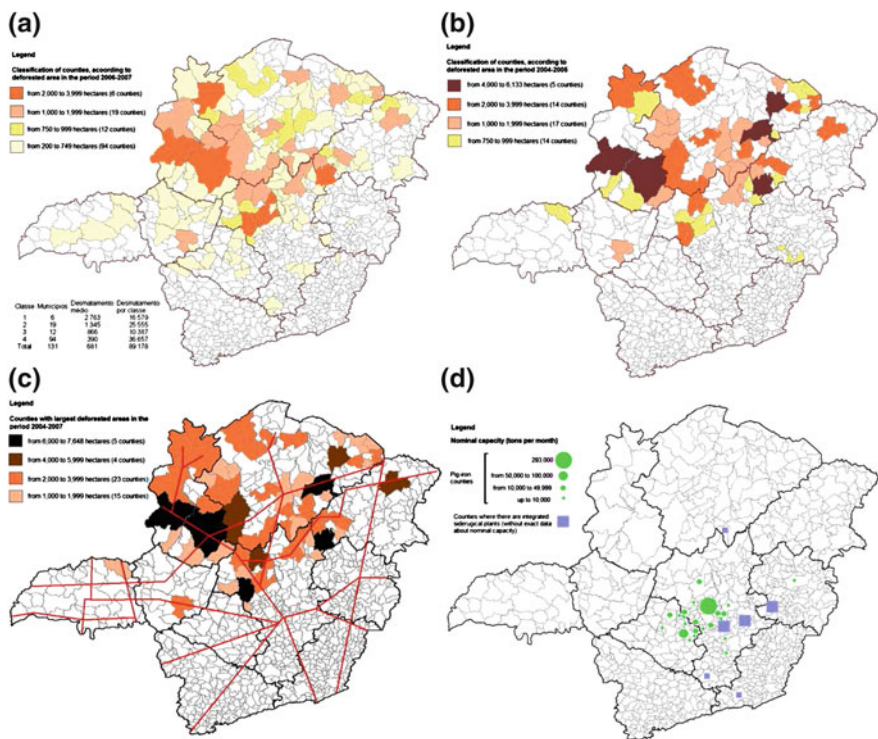 (a)
Legend
Classification of counties, according to
deforested area in the period 2006-2007
from 2,000 to 3,999 hectares (6 counties)
from 1,000 to 1,999 hectares (19 counties)
from 750 to 999 hectares (12 counties)
from 200 to 749 hectares (94 counties)
Classe Municípios Desmatamento médio Desmatamento por classe
1 6 2 763 16 579
2 19 1 345 25 555
3 12 866 10 387
4 94 390 36 657
Total 131 681 89 178
(b)
Legend
Classification of counties, according to
deforested area in the period 2004-2005
from 4,000 to 6,133 hectares (5 counties)
from 2,000 to 3,999 hectares (14 counties)
from 1,000 to 1,999 hectares (17 counties)
from 750 to 999 hectares (14 counties)
(c)
Legend
Counties with largest deforested areas in the
period 2004-2007
from 6,000 to 7,648 hectares (5 counties)
from 4,000 to 5,999 hectares (4 counties)
from 2,000 to 3,999 hectares (23 counties)
from 1,000 to 1,999 hectares (15 counties)
(d)
Legend
Nominal capacity (tons per month)
Pig-iron
counties
293.000
from 50,000 to 100,000
from 10,000 to 49,999
up to 10,000
Counties where there are integrated
siderugical plants (without exact data
about nominal capacity)